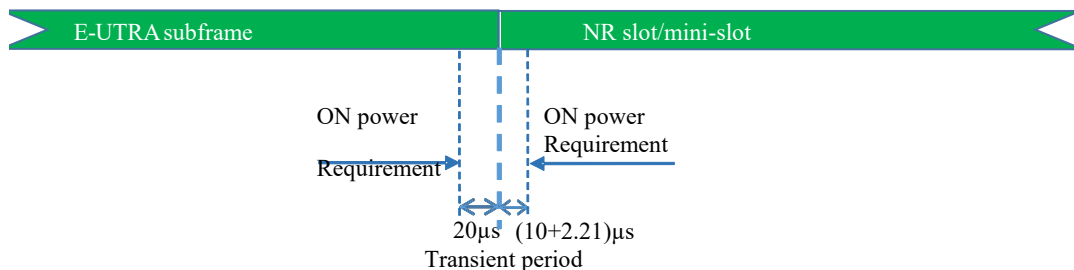 E-UTRA subframe
NR slot/mini-slot
ON power
Requirement
ON power
Requirement
20µs
(10+2.21)µs
Transient period